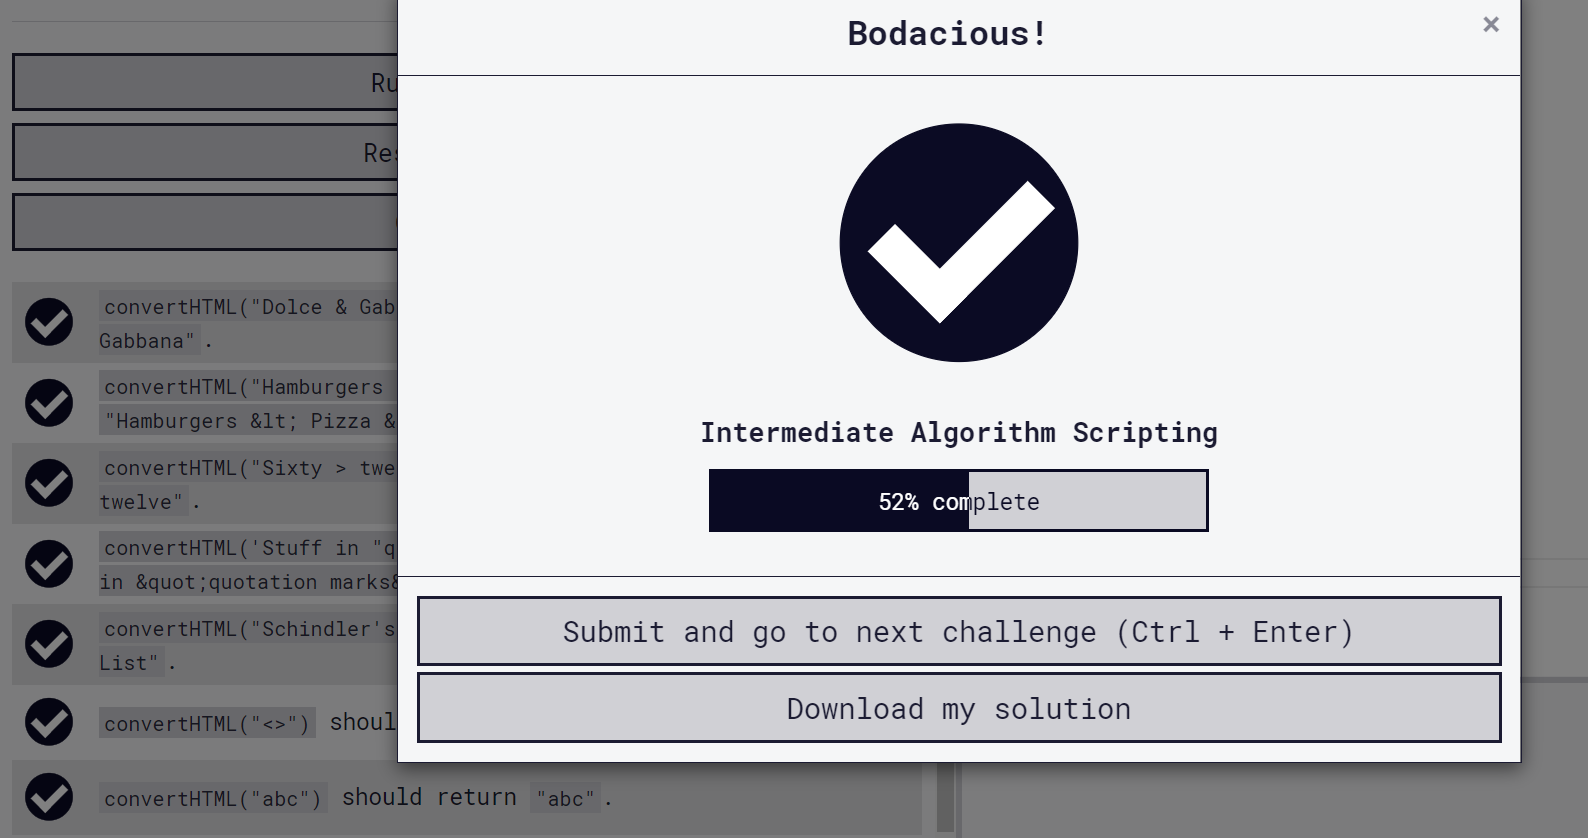 Bodacious!
×
Intermediate Algorithm Scripting
52% complete
Submit and go to next challenge (Ctrl + Enter)
Download my solution
convertHTML("Dolce & Gab
Gabbana".
convertHTML("Hamburgers
"Hamburgers &lt; Pizza &
convertHTML("Sixty > twe
twelve".
convertHTML('Stuff in "q
in &quot;quotation marks&
convertHTML("Schindler's
List".
convertHTML("<>") shoul
convertHTML("abc") should return "abc".